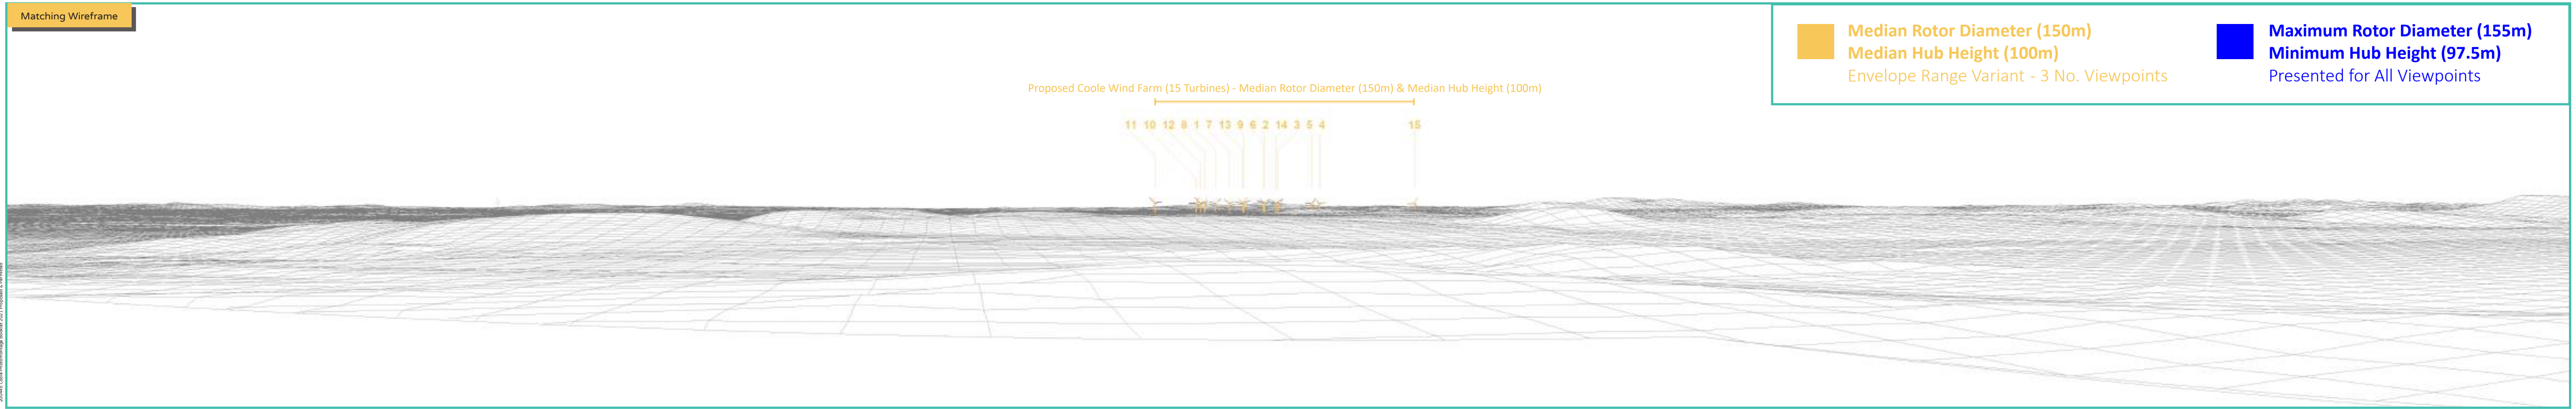 Matching Wireframe
Median Rotor Diameter (150m)
Median Hub Height (100m)
Envelope Range Variant - 3 No. Viewpoints
Maximum Rotor Diameter (155m)
Minimum Hub Height (97.5m)
Presented for All Viewpoints
Proposed Coole Wind Farm (15 Turbines) - Median Rotor Diameter (150m) & Median Hub Height (100m)
11 10 12 8 1 7 13 9 6 2 14 3 5 4 15